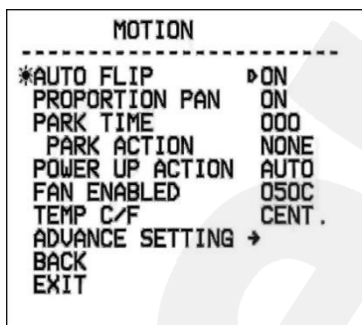 MOTION
------------------------
☀AUTO FLIP ▷ON
PROPORTION PAN ON
PARK TIME 000
PARK ACTION NONE
POWER UP ACTION AUTO
FAN ENABLED 050C
TEMP C/F CENT.
ADVANCE SETTING →
BACK
EXIT